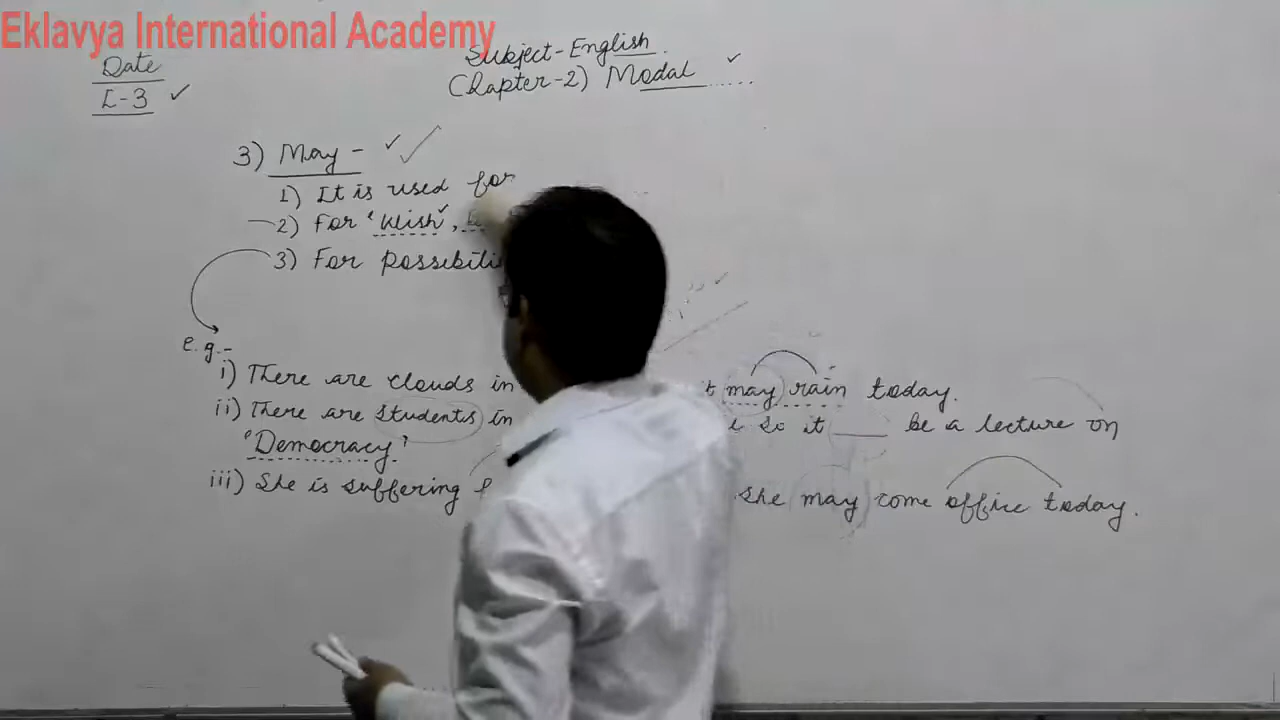 Eklavya International Academy
Subject-English.
Date
Chapter-2) Modal ......
L-3
3) May -
1) It is used for
2) For "Wish",
3) For
e.g.-
i) There are clouds in may rain today.
ii) There are students in so it ___ be a lecture on
"Democracy"
iii) She is suffering she may come office today.